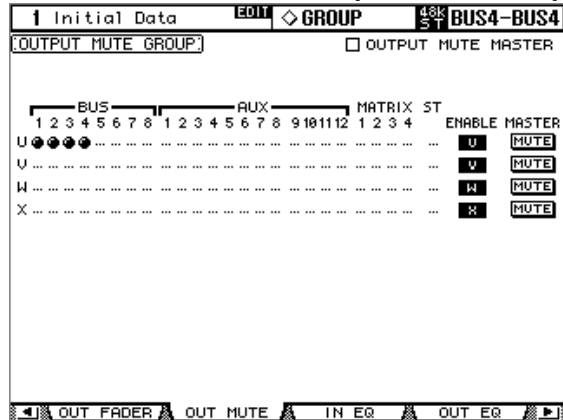 1 Initial Data EDIT ◇ GROUP 48K ST BUS4-BUS4
OUTPUT MUTE GROUP
OUTPUT MUTE MASTER
BUS AUX MATRIX ST
1 2 3 4 5 6 7 8 1 2 3 4 5 6 7 8 9 10 11 12 1 2 3 4 ENABLE MASTER
U U MUTE
V V MUTE
W W MUTE
X X MUTE
OUT FADER OUT MUTE IN EQ OUT EQ